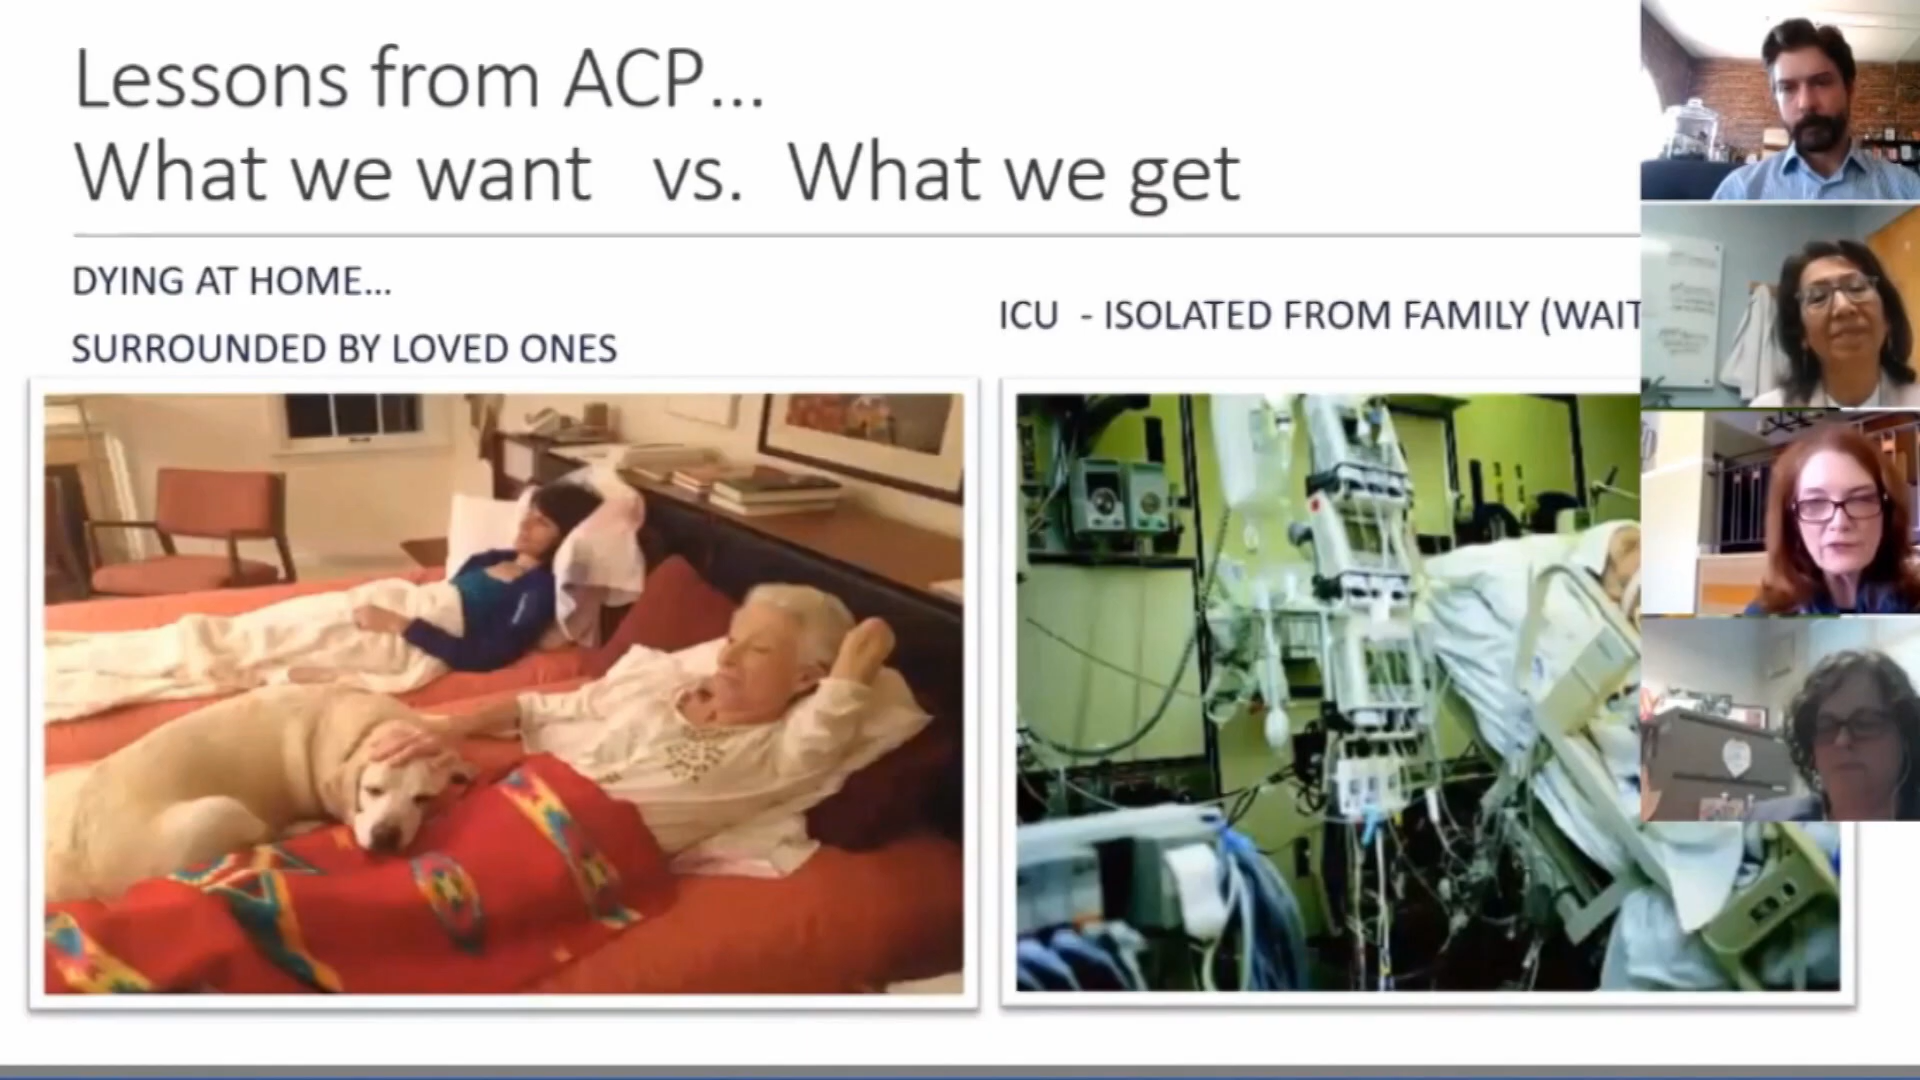 Lessons from ACP...
What we want vs. What we get
DYING AT HOME...
SURROUNDED BY LOVED ONES
ICU - ISOLATED FROM FAMILY (WAIT